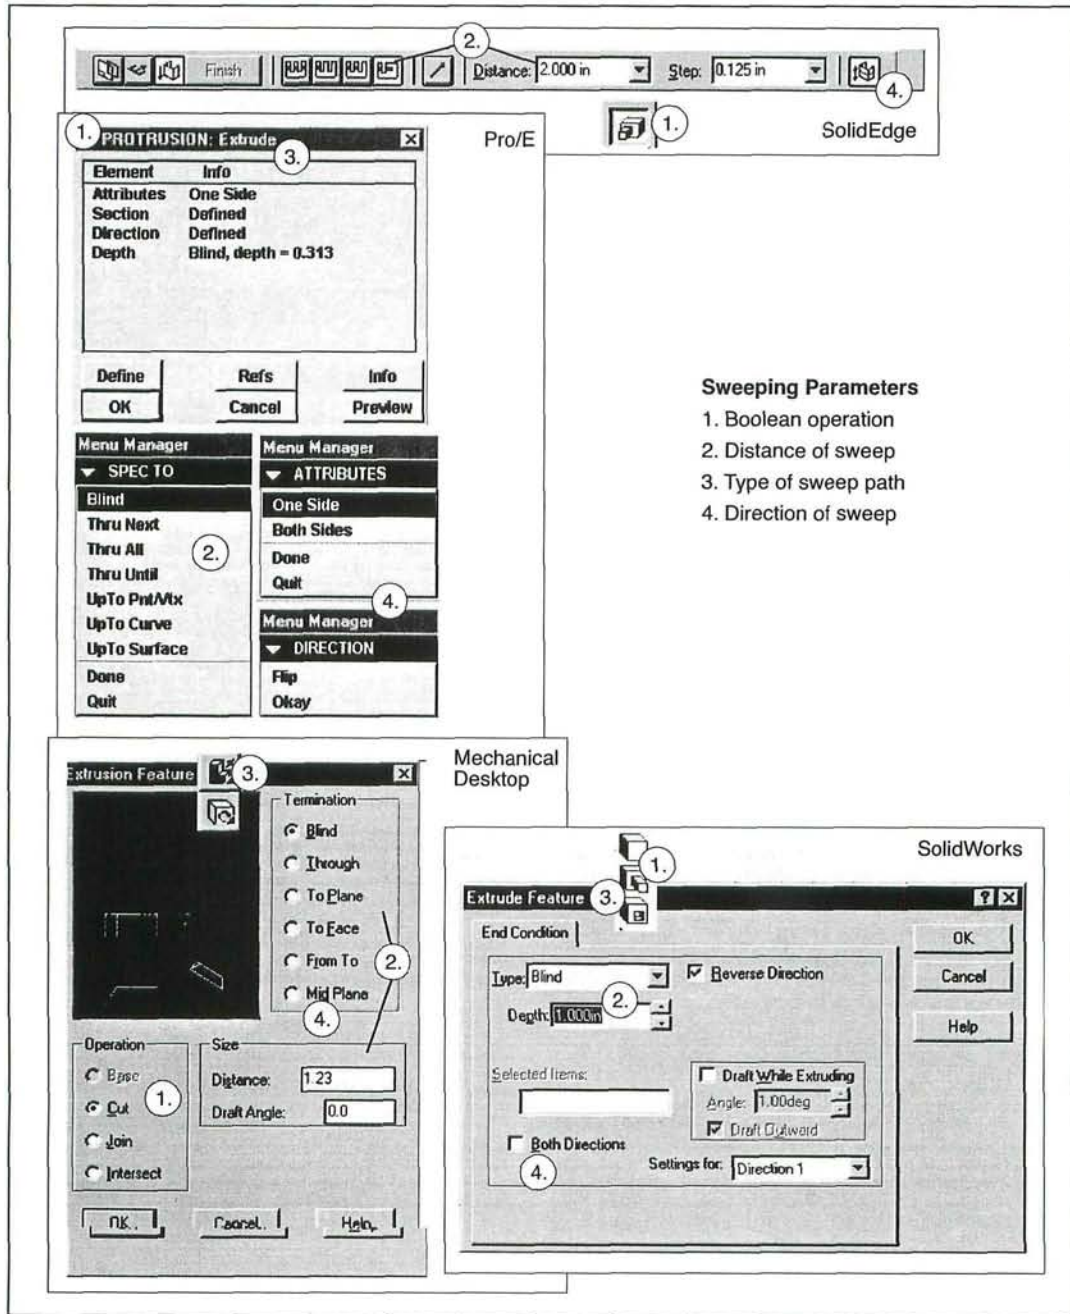 2.
Finish
Distance: 2.000 in
Step: 0.125 in
4.
1.
SolidEdge
Pro/E
1.
PROTRUSION: Extrude
3.
Element Info
Attributes One Side
Section Defined
Direction Defined
Depth Blind, depth = 0.313
Define Refs Info
OK Cancel Preview
Menu Manager
SPEC TO
Blind
Thru Next
Thru All
2.
Thru Until
UpTo Pnt/Vtx
UpTo Curve
UpTo Surface
Done
Quit
Menu Manager
ATTRIBUTES
One Side
Both Sides
Done
Quit
4.
Menu Manager
DIRECTION
Flip
Okay
Sweeping Parameters
1. Boolean operation
2. Distance of sweep
3. Type of sweep path
4. Direction of sweep
Mechanical
Desktop
Extrusion Feature
3.
Termination
Blind
Through
To Plane
To Face
From To
2.
Mid Plane
4.
Operation
Base
Cut
1.
Join
Intersect
Size
Distance: 1.23
Draft Angle: 0.0
OK
Cancel
Help
SolidWorks
1.
Extrude Feature
3.
End Condition
OK
Cancel
Help
Type: Blind
Reverse Direction
2.
Depth: 1.000in
Selected Items:
Draft While Extruding
Angle: 1.00deg
Draft Outward
Both Directions
4.
Settings for: Direction 1